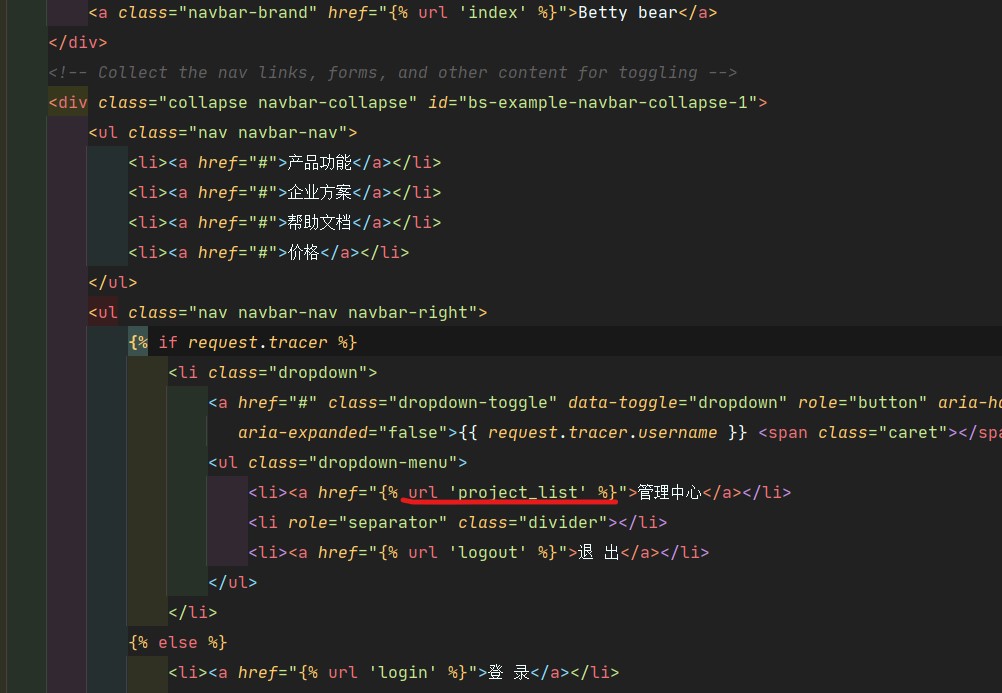 <a class="navbar-brand" href="{% url 'index' %}">Betty bear</a>
</div>
<!-- Collect the nav links, forms, and other content for toggling -->
<div class="collapse navbar-collapse" id="bs-example-navbar-collapse-1">
<ul class="nav navbar-nav">
<li><a href="#">产品功能</a></li>
<li><a href="#">企业方案</a></li>
<li><a href="#">帮助文档</a></li>
<li><a href="#">价格</a></li>
</ul>
<ul class="nav navbar-nav navbar-right">
{% if request.tracer %}
<li class="dropdown">
<a href="#" class="dropdown-toggle" data-toggle="dropdown" role="button" aria-ha
aria-expanded="false">{{ request.tracer.username }} <span class="caret"></spa
<ul class="dropdown-menu">
<li><a href="{% url 'project_list' %}">管理中心</a></li>
<li role="separator" class="divider"></li>
<li><a href="{% url 'logout' %}">退 出</a></li>
</ul>
</li>
{% else %}
<li><a href="{% url 'login' %}">登 录</a></li>